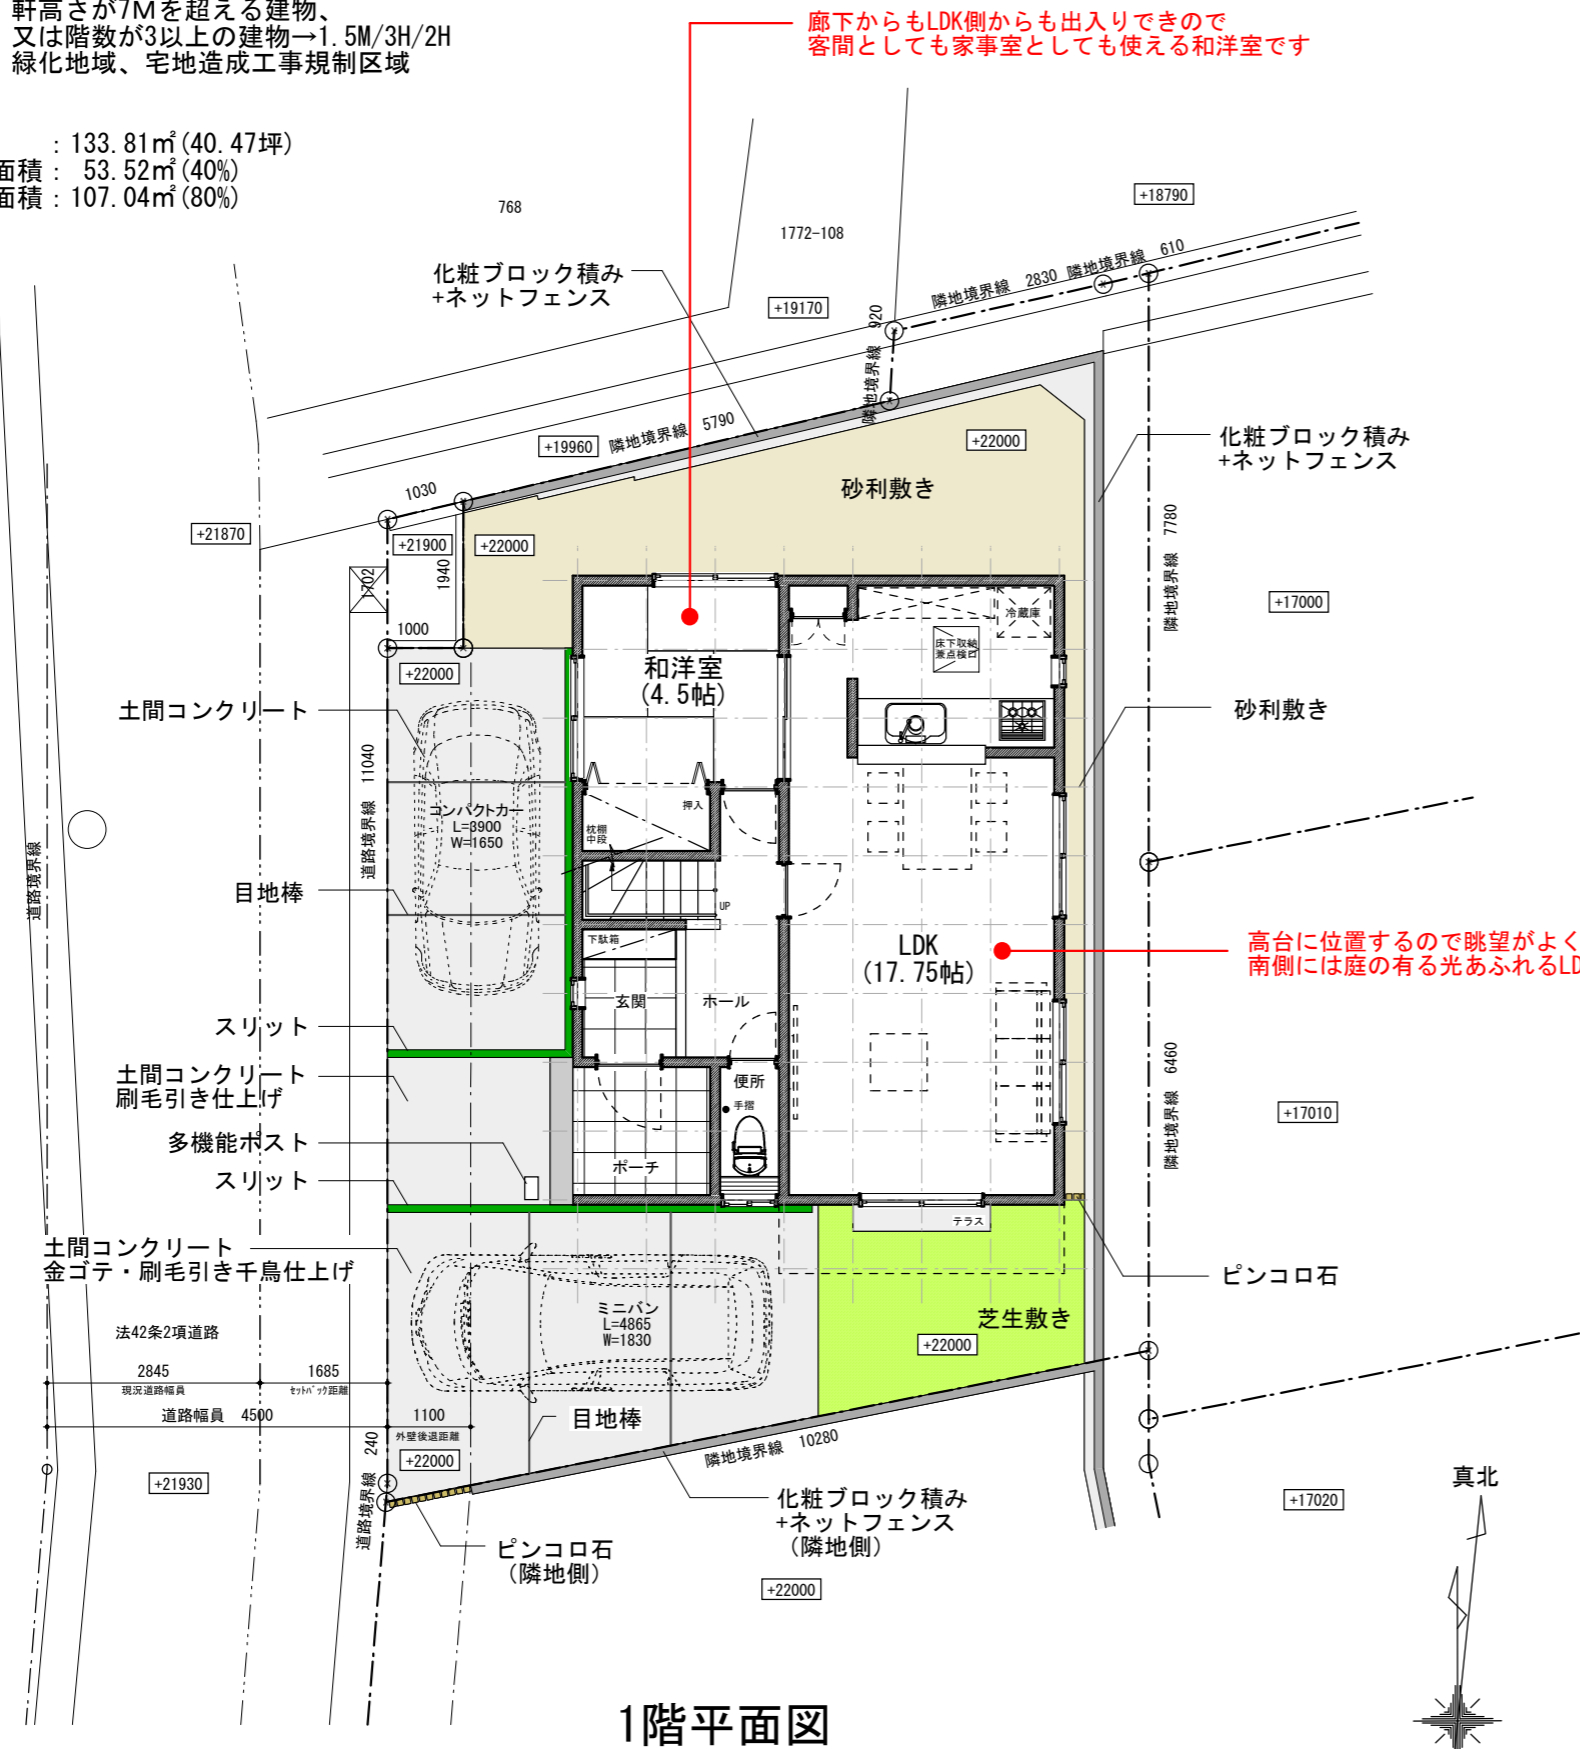 軒高さが7Mを超える建物、
又は階数が3以上の建物→1.5M/3H/2H
緑化地域、宅地造成工事規制区域
：133.81㎡(40.47坪)
面積： 53.52㎡(40%)
面積：107.04㎡(80%)
廊下からもLDK側からも出入りできので
客間としても家事室としても使える和洋室です
768
1772-108
+18790
化粧ブロック積み
+ネットフェンス
+19170
隣地境界線 920
隣地境界線 2830
隣地境界線 610
+19960
隣地境界線 5790
+22000
化粧ブロック積み
+ネットフェンス
1030
砂利敷き
+21870
+21900
+22000
1702
1940
隣地境界線 7780
+17000
1000
+22000
冷蔵庫
床下収納
兼点検口
和洋室
(4.5帖)
土間コンクリート
砂利敷き
道路境界線 11040
コンパクトカー
L=3900
W=1650
押入
枕棚
中段
道路境界線
目地棒
UP
下駄箱
LDK
(17.75帖)
高台に位置するので眺望がよく
南側には庭の有る光あふれるLD
玄関
ホール
スリット
土間コンクリート
刷毛引き仕上げ
便所
手摺
隣地境界線 6460
+17010
多機能ポスト
ポーチ
スリット
テラス
土間コンクリート
金ゴテ・刷毛引き千鳥仕上げ
ピンコロ石
ミニバン
L=4865
W=1830
芝生敷き
+22000
法42条2項道路
2845
現況道路幅員
1685
セットバック距離
道路幅員 4500
1100
外壁後退距離
目地棒
道路境界線 240
+22000
隣地境界線 10280
+21930
化粧ブロック積み
+ネットフェンス
(隣地側)
ピンコロ石
(隣地側)
+22000
+17020
真北
1階平面図